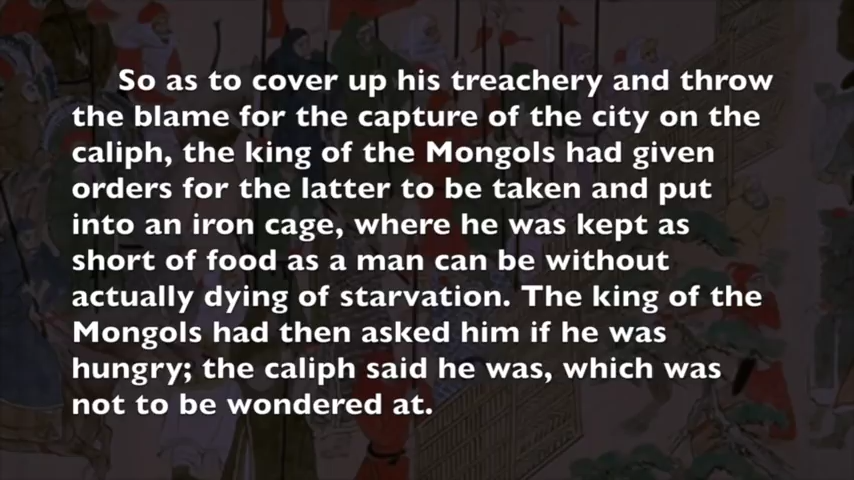 So as to cover up his treachery and throw
the blame for the capture of the city on the
caliph, the king of the Mongols had given
orders for the latter to be taken and put
into an iron cage, where he was kept as
short of food as a man can be without
actually dying of starvation. The king of the
Mongols had then asked him if he was
hungry; the caliph said he was, which was
not to be wondered at.